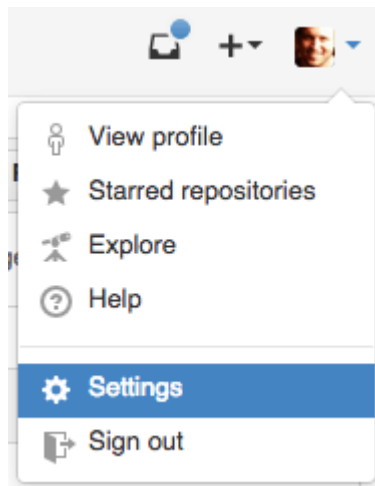 View profile
Starred repositories
Explore
Help
Settings
Sign out